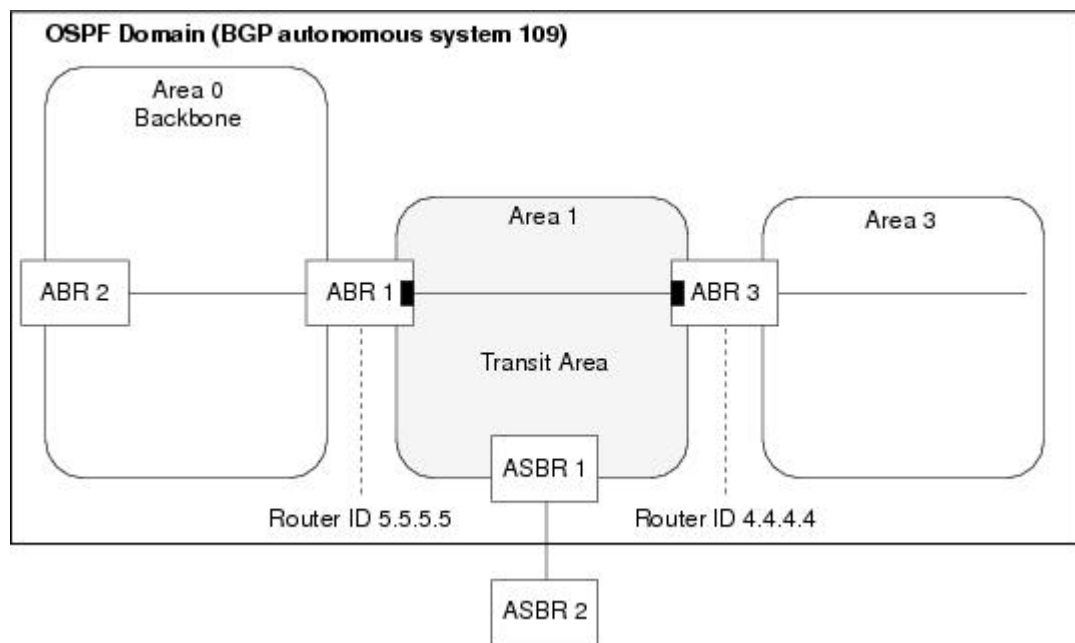 OSPF Domain (BGP autonomous system 109)
Area 0
Backbone
Area 1
Area 3
ABR 2
ABR 1
ABR 3
Transit Area
ASBR 1
Router ID 5.5.5.5
Router ID 4.4.4.4
ASBR 2